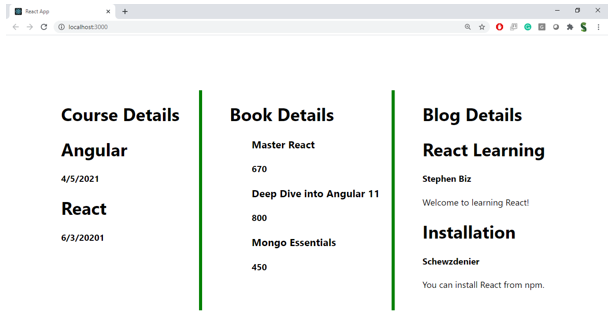 React App
localhost:3000
Course Details
Angular
4/5/2021
React
6/3/20201
Book Details
Master React
670
Deep Dive into Angular 11
800
Mongo Essentials
450
Blog Details
React Learning
Stephen Biz
Welcome to learning React!
Installation
Schewzdenier
You can install React from npm.